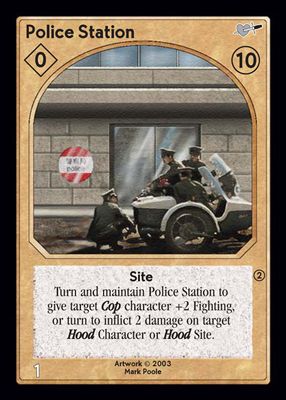 Police Station
0
10
police
Site
2
Turn and maintain Police Station to
give target Cop character +2 Fighting,
or turn to inflict 2 damage on target
Hood Character or Hood Site.
1
Artwork © 2003
Mark Poole